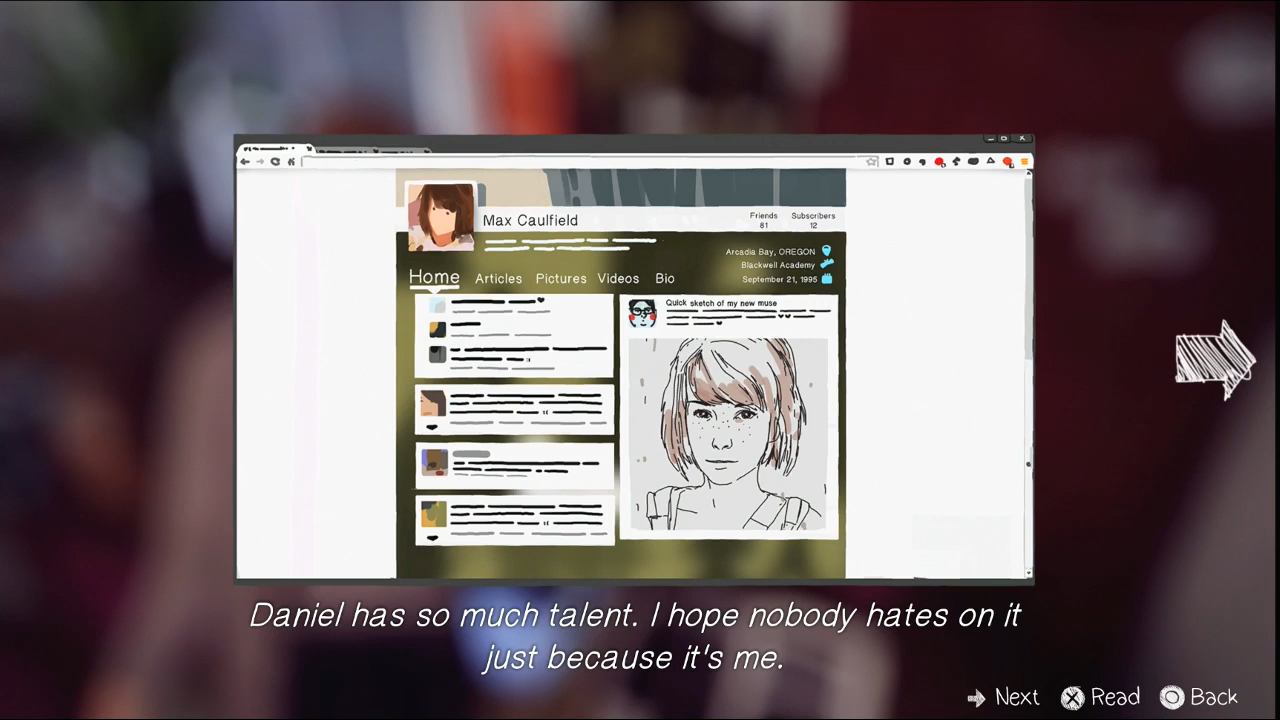 Max Caulfield
Friends
81
Subscribers
12
Arcadia Bay, OREGON
Blackwell Academy
September 21, 1995
Home Articles Pictures Videos Bio
Quick sketch of my new muse
Daniel has so much talent. I hope nobody hates on it
just because it's me.
Next Read Back